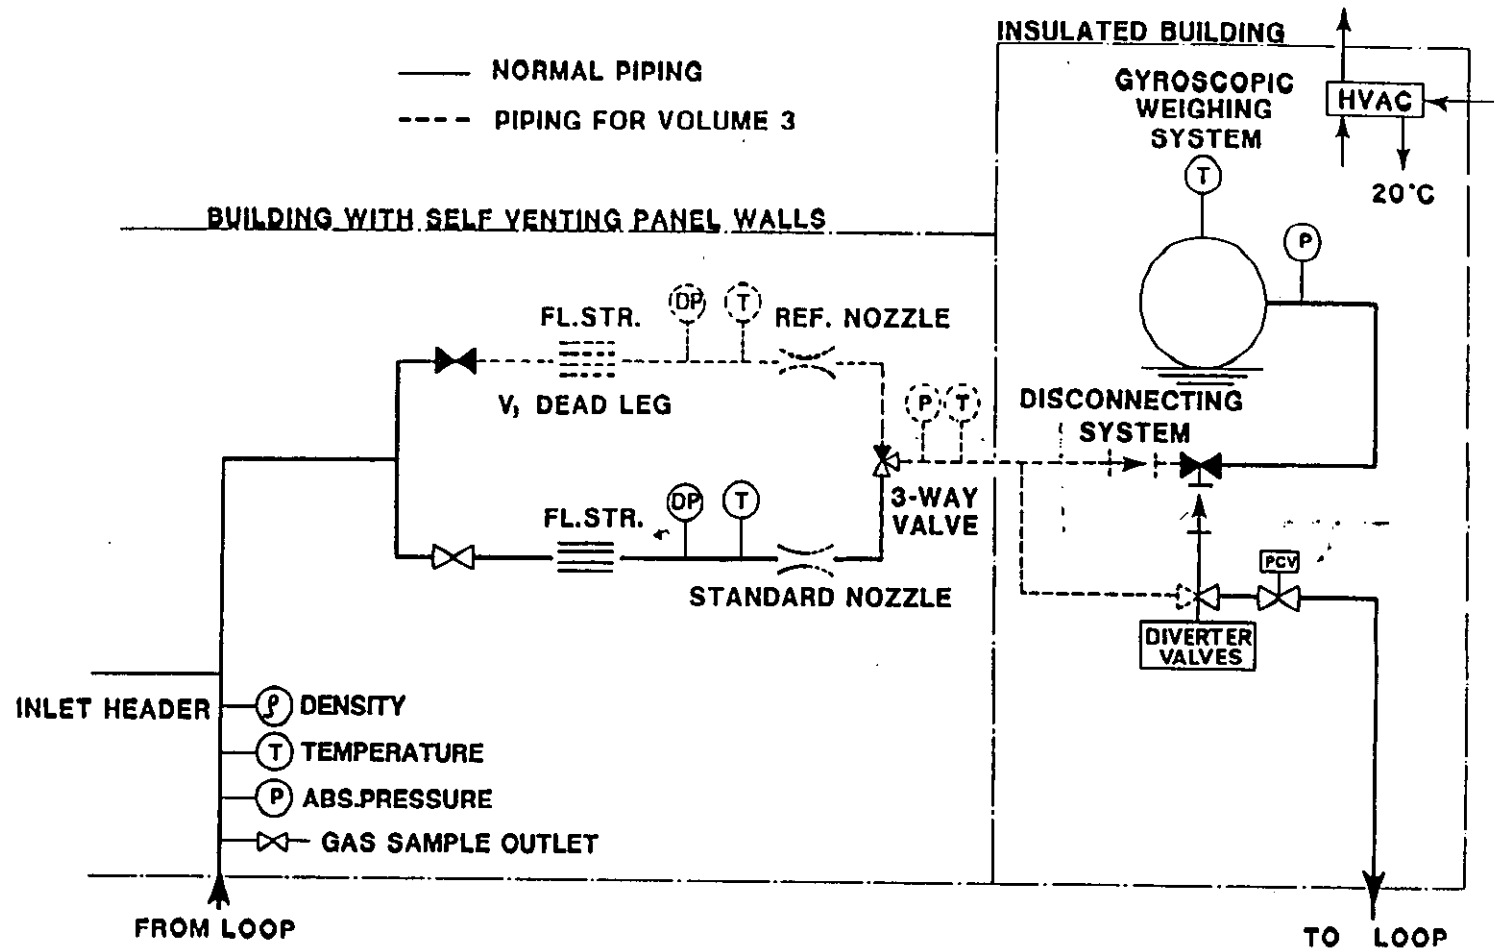 INSULATED BUILDING
NORMAL PIPING
PIPING FOR VOLUME 3
GYROSCOPIC
WEIGHING
SYSTEM
HVAC
20°C
T
P
BUILDING WITH SELF VENTING PANEL WALLS
FL.STR.
DP
T
REF. NOZZLE
V, DEAD LEG
P
T
DISCONNECTING
SYSTEM
FL.STR.
DP
T
3-WAY
VALVE
STANDARD NOZZLE
PCV
DIVERTER
VALVES
INLET HEADER
ρ DENSITY
T TEMPERATURE
P ABS.PRESSURE
GAS SAMPLE OUTLET
FROM LOOP
TO LOOP